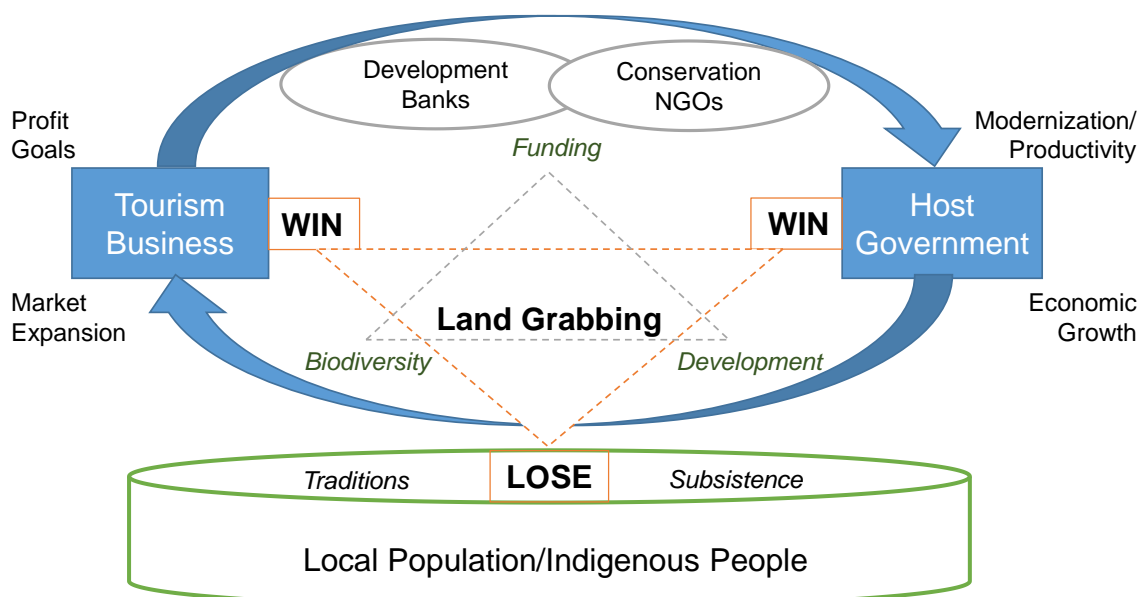 Development
Banks
Conservation
NGOs
Profit
Goals
Modernization/
Productivity
Funding
Tourism
Business
WIN
WIN
Host
Government
Market
Expansion
Land Grabbing
Economic
Growth
Biodiversity
Development
Traditions
LOSE
Subsistence
Local Population/Indigenous People